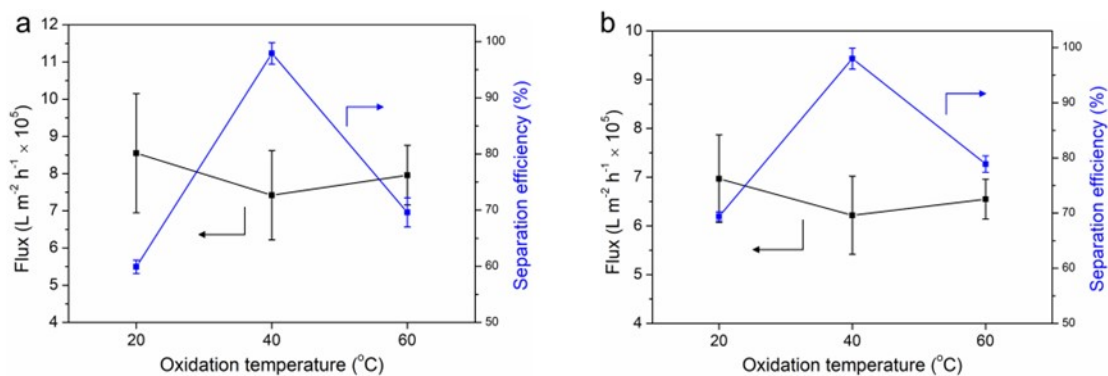 a
12
11
10
9
8
7
6
5
4
Flux (L m⁻² h⁻¹ × 10⁵)
100
90
80
70
60
50
Separation efficiency (%)
20 40 60
Oxidation temperature (°C)
b
10
9
8
7
6
5
4
Flux (L m⁻² h⁻¹ × 10⁵)
100
90
80
70
60
50
Separation efficiency (%)
20 40 60
Oxidation temperature (°C)